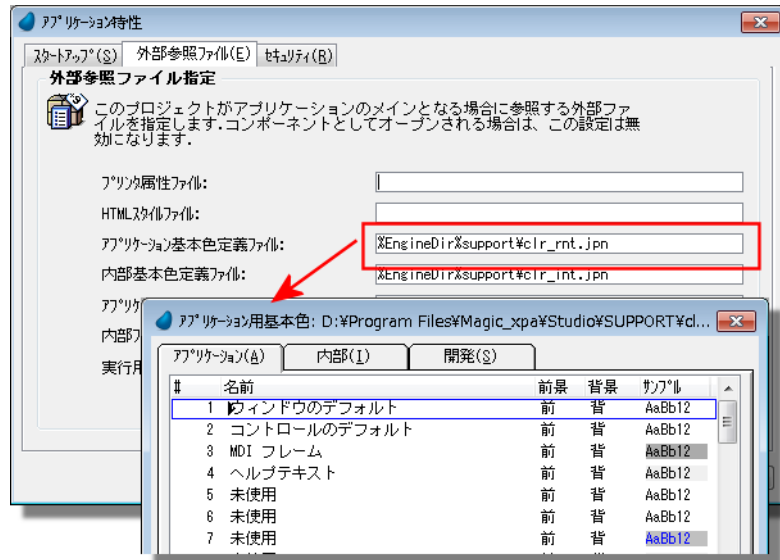 アプリケーション特性
スタートアップ(S) 外部参照ファイル(E) セキュリティ(R)
外部参照ファイル指定
このプロジェクトがアプリケーションのメインとなる場合に参照する外部ファ
イルを指定します.コンポーネントとしてオープンされる場合は、この設定は無
効になります.
プリンタ属性ファイル:
HTMLスタイルファイル:
アプリケーション基本色定義ファイル: %EngineDir%support¥clr_rnt.jpn
内部基本色定義ファイル: %EngineDir%support¥clr_int.jpn
アプリケ
内部フ
実行用
アプリケーション用基本色: D:¥Program Files¥Magic_xpa¥Studio¥SUPPORT¥cl...
アプリケーション(A) 内部(I) 開発(S)
# 名前 前景 背景 サンプル
1 ウィンドウのデフォルト 前 背 AaBb12
2 コントロールのデフォルト 前 背 AaBb12
3 MDI フレーム 前 背 AaBb12
4 ヘルプテキスト 前 背 AaBb12
5 未使用 前 背 AaBb12
6 未使用 前 背 AaBb12
7 未使用 前 背 AaBb12